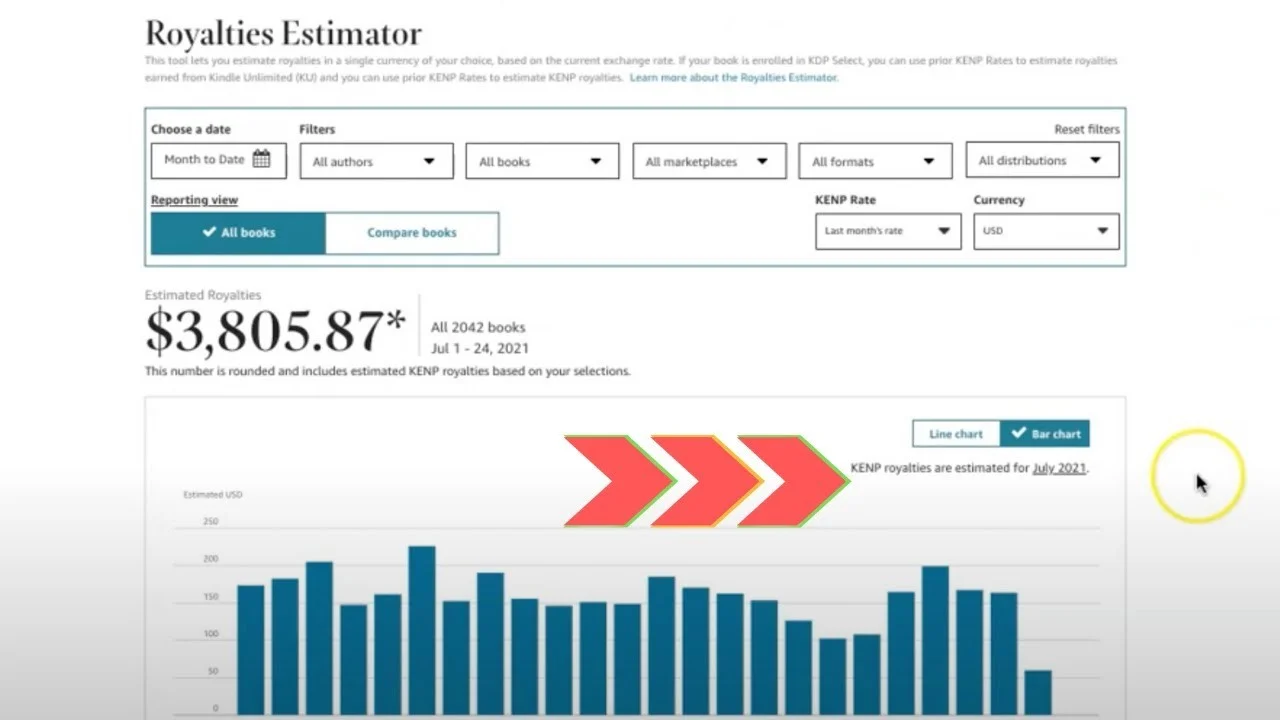 Royalties Estimator
This tool lets you estimate royalties in a single currency of your choice, based on the current exchange rate. If your book is enrolled in KDP Select, you can use prior KENP Rates to estimate royalties
earned from Kindle Unlimited (KU) and you can use prior KENP Rates to estimate KENP royalties. Learn more about the Royalties Estimator.
Choose a date
Filters
Reset filters
Month to Date
All authors
All books
All marketplaces
All formats
All distributions
Reporting view
KENP Rate
Currency
All books
Compare books
Last month's rate
USD
Estimated Royalties
$3,805.87*
All 2042 books
Jul 1 - 24, 2021
This number is rounded and includes estimated KENP royalties based on your selections.
Line chart
Bar chart
KENP royalties are estimated for July 2021.
Estimated USD
250
200
150
100
50
0